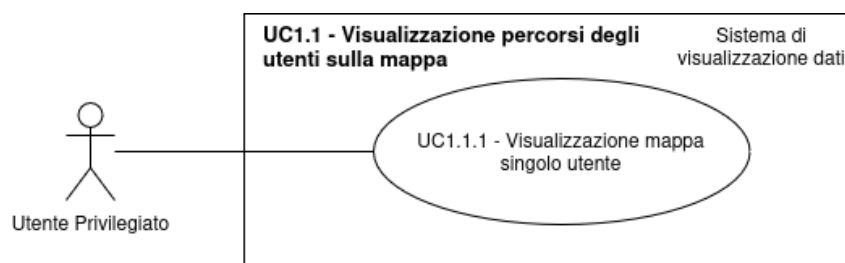 UC1.1 - Visualizzazione percorsi degli
utenti sulla mappa
Sistema di
visualizzazione dati
UC1.1.1 - Visualizzazione mappa
singolo utente
Utente Privilegiato